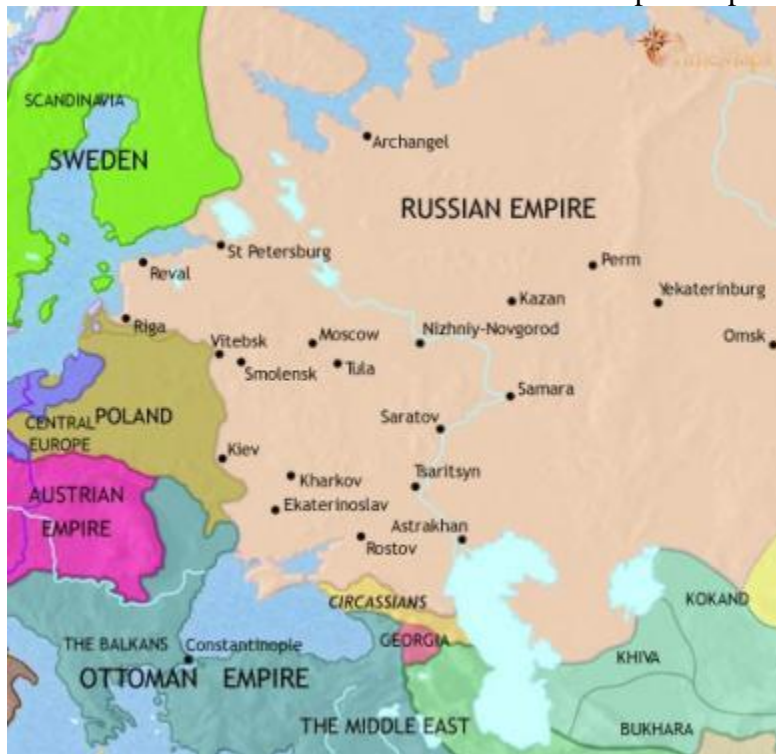 TimeMaps
SCANDINAVIA
SWEDEN
Archangel
RUSSIAN EMPIRE
St Petersburg
Reval
Perm
Yekaterinburg
Kazan
Riga
Moscow
Nizhniy-Novgorod
Omsk
Vitebsk
Smolensk
Tula
Samara
CENTRAL
EUROPE
POLAND
Saratov
Kiev
Kharkov
Tsaritsyn
AUSTRIAN
EMPIRE
Ekaterinoslav
Astrakhan
Rostov
CIRCASSIANS
KOKAND
THE BALKANS
Constantinople
GEORGIA
KHIVA
OTTOMAN EMPIRE
THE MIDDLE EAST
BUKHARA